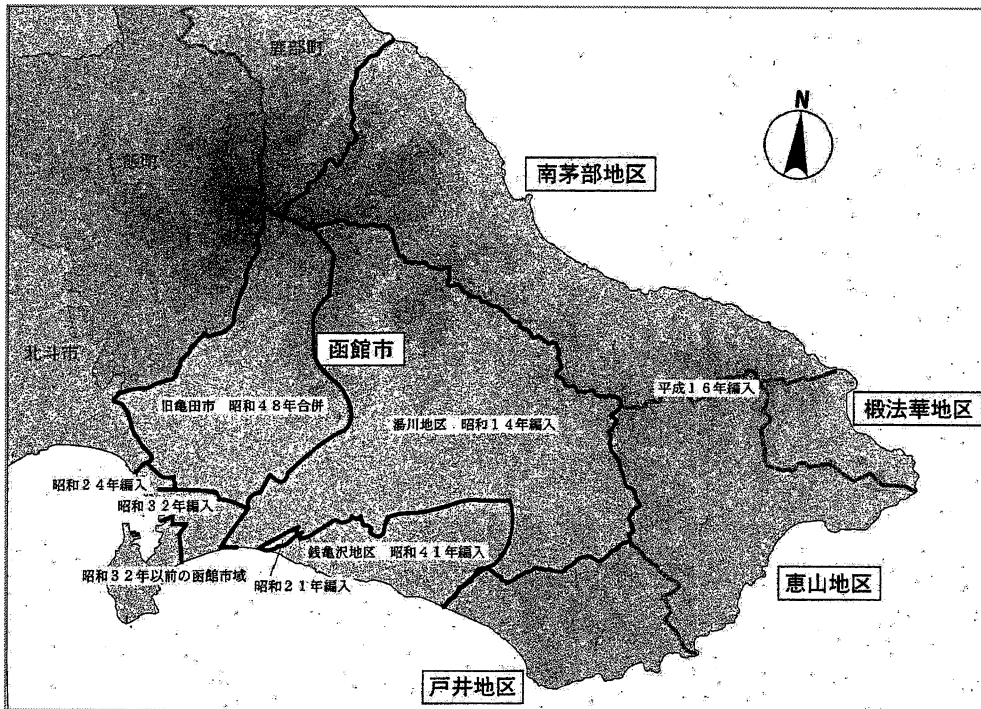 鹿部町
N
七飯町
南茅部地区
函館市
北斗市
平成16年編入
旧亀田市 昭和48年合併
湯川地区 昭和14年編入
椴法華地区
昭和24年編入
昭和32年編入
銭亀沢地区 昭和41年編入
昭和32年以前の函館市域
昭和21年編入
恵山地区
戸井地区